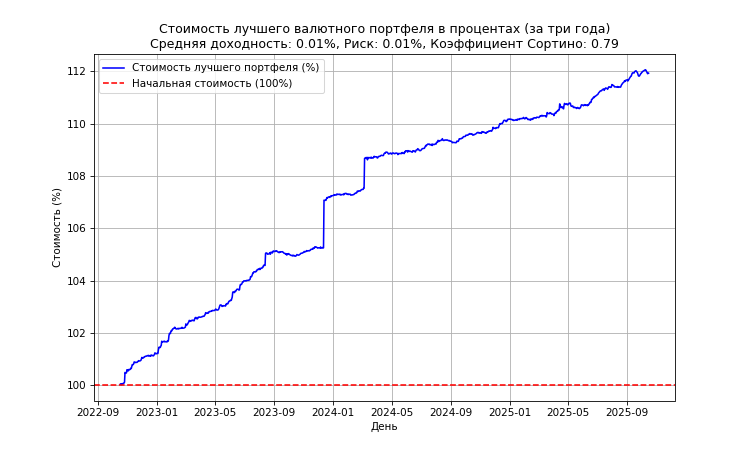 Стоимость лучшего валютного портфеля в процентах (за три года)
Средняя доходность: 0.01%, Риск: 0.01%, Коэффициент Сортино: 0.79
Стоимость лучшего портфеля (%)
Начальная стоимость (100%)
Стоимость (%)
112
110
108
106
104
102
100
2022-09 2023-01 2023-05 2023-09 2024-01 2024-05 2024-09 2025-01 2025-05 2025-09
День